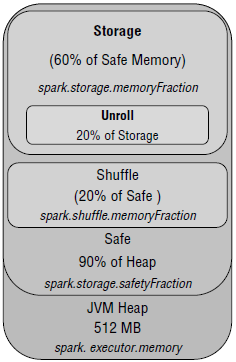 Storage
(60% of Safe Memory)
spark.storage.memoryFraction
Unroll
20% of Storage
Shuffle
(20% of Safe )
spark.shuffle.memoryFraction
Safe
90% of Heap
spark.storage.safetyFraction
JVM Heap
512 MB
spark. executor.memory